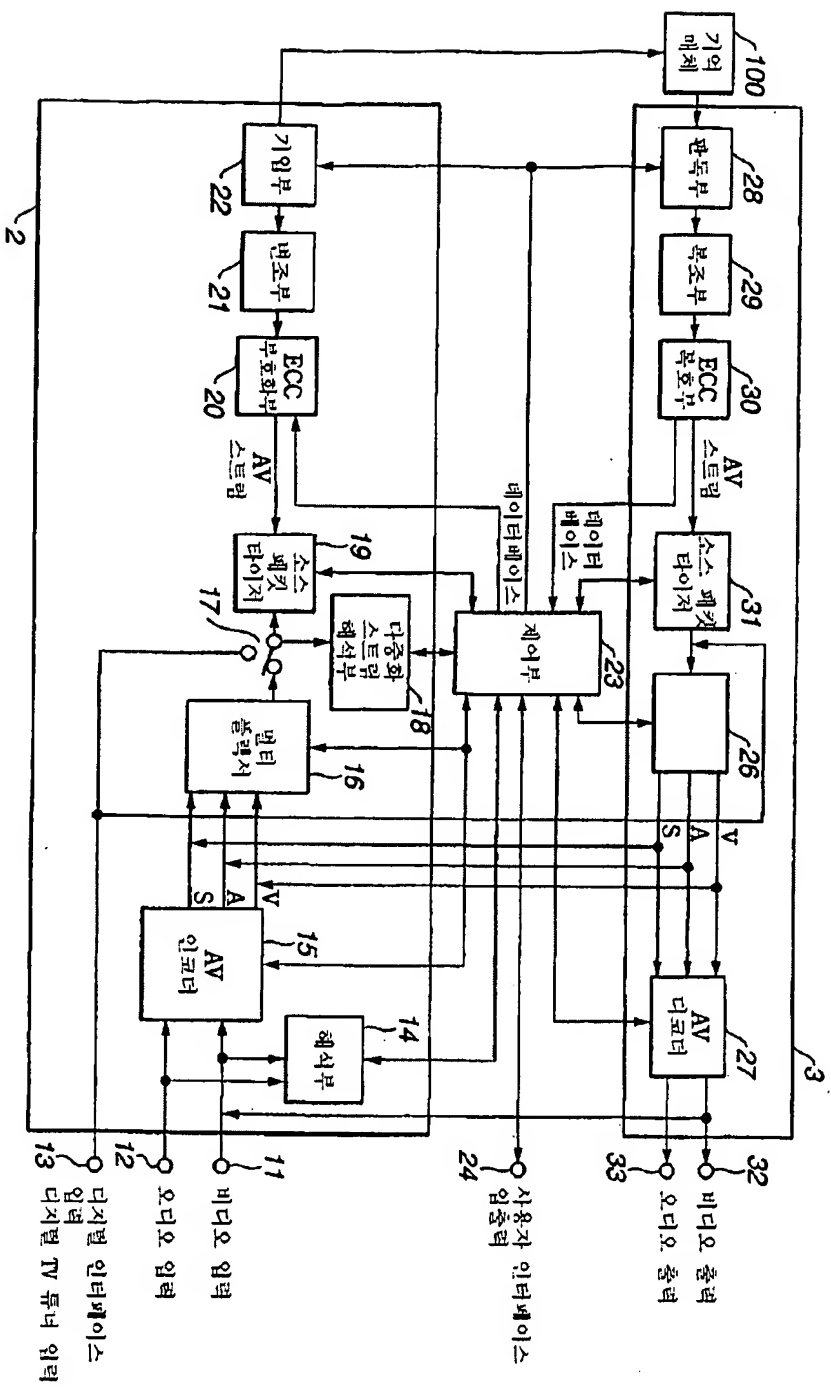 100
기억
매체
3
28
판독부
29
복조부
30
ECC
복호부
AV
스트림
31
소스 패킷
타이저
26
V
A
S
27
AV
디코더
32
비디오 출력
33
오디오 출력
데이터
베이스
데이터베이스
23
제어부
24
사용자 인터페이스
입출력
2
22
기입부
21
변조부
20
ECC
부호화부
AV
스트림
19
소스
패킷
타이저
17
18
다중화
스트림
해석부
16
멀티
플렉서
V
A
S
15
AV
인코더
14
해석부
11
비디오 입력
12
오디오 입력
13
디지털 인터페이스
입력
디지털 TV 튜너 입력